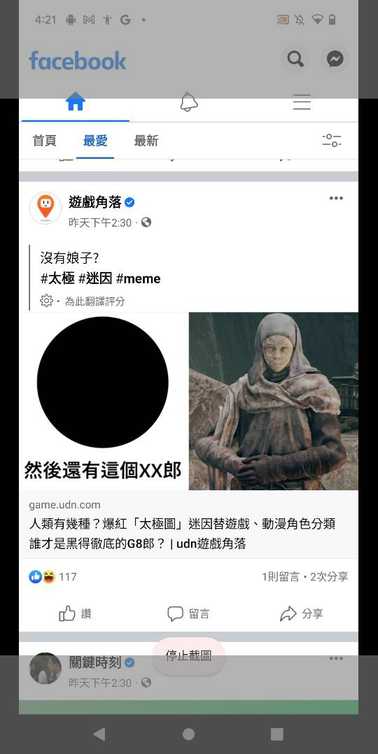 4:21
facebook
首頁
最愛
最新
遊戲角落
昨天下午2:30
沒有娘子?
#太極 #迷因 #meme
為此翻譯評分
然後還有這個XX郎
game.udn.com
人類有幾種？爆紅「太極圖」迷因替遊戲、動漫角色分類
誰才是黑得徹底的G8郎？ | udn遊戲角落
117
1則留言・2次分享
讚
留言
分享
關鍵時刻
停止截圖
昨天下午2:30